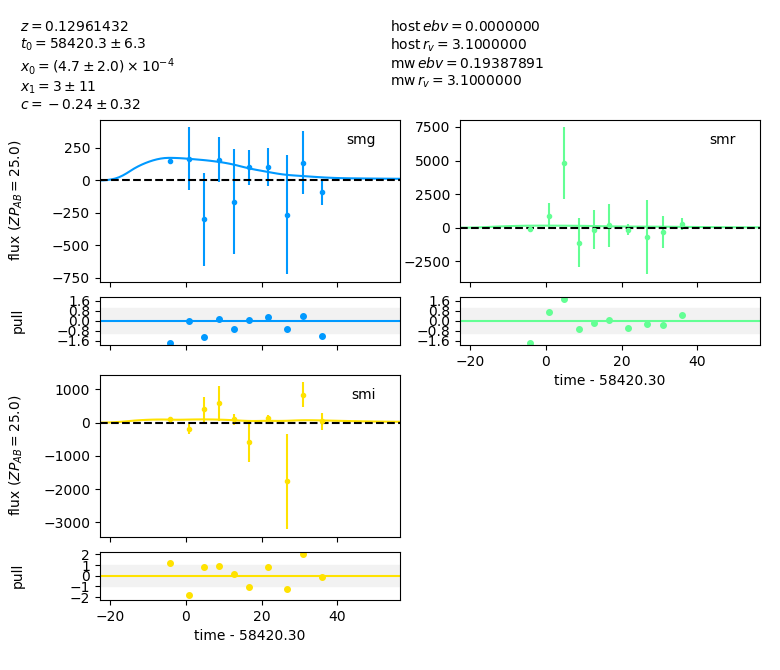 z = 0.12961432
t₀ = 58420.3 ± 6.3
x₀ = (4.7 ± 2.0) × 10⁻⁴
x₁ = 3 ± 11
c = −0.24 ± 0.32
host ebv = 0.0000000
host r_v = 3.1000000
mw ebv = 0.19387891
mw r_v = 3.1000000
flux (ZP_AB = 25.0)
250
0
−250
−500
−750
smg
7500
5000
2500
0
−2500
smr
pull
1.6
0.8
0.0
−0.8
−1.6
1.6
0.8
0.0
−0.8
−1.6
−20 0 20 40
time - 58420.30
flux (ZP_AB = 25.0)
1000
0
−1000
−2000
−3000
smi
pull
2
1
0
−1
−2
−20 0 20 40
time - 58420.30